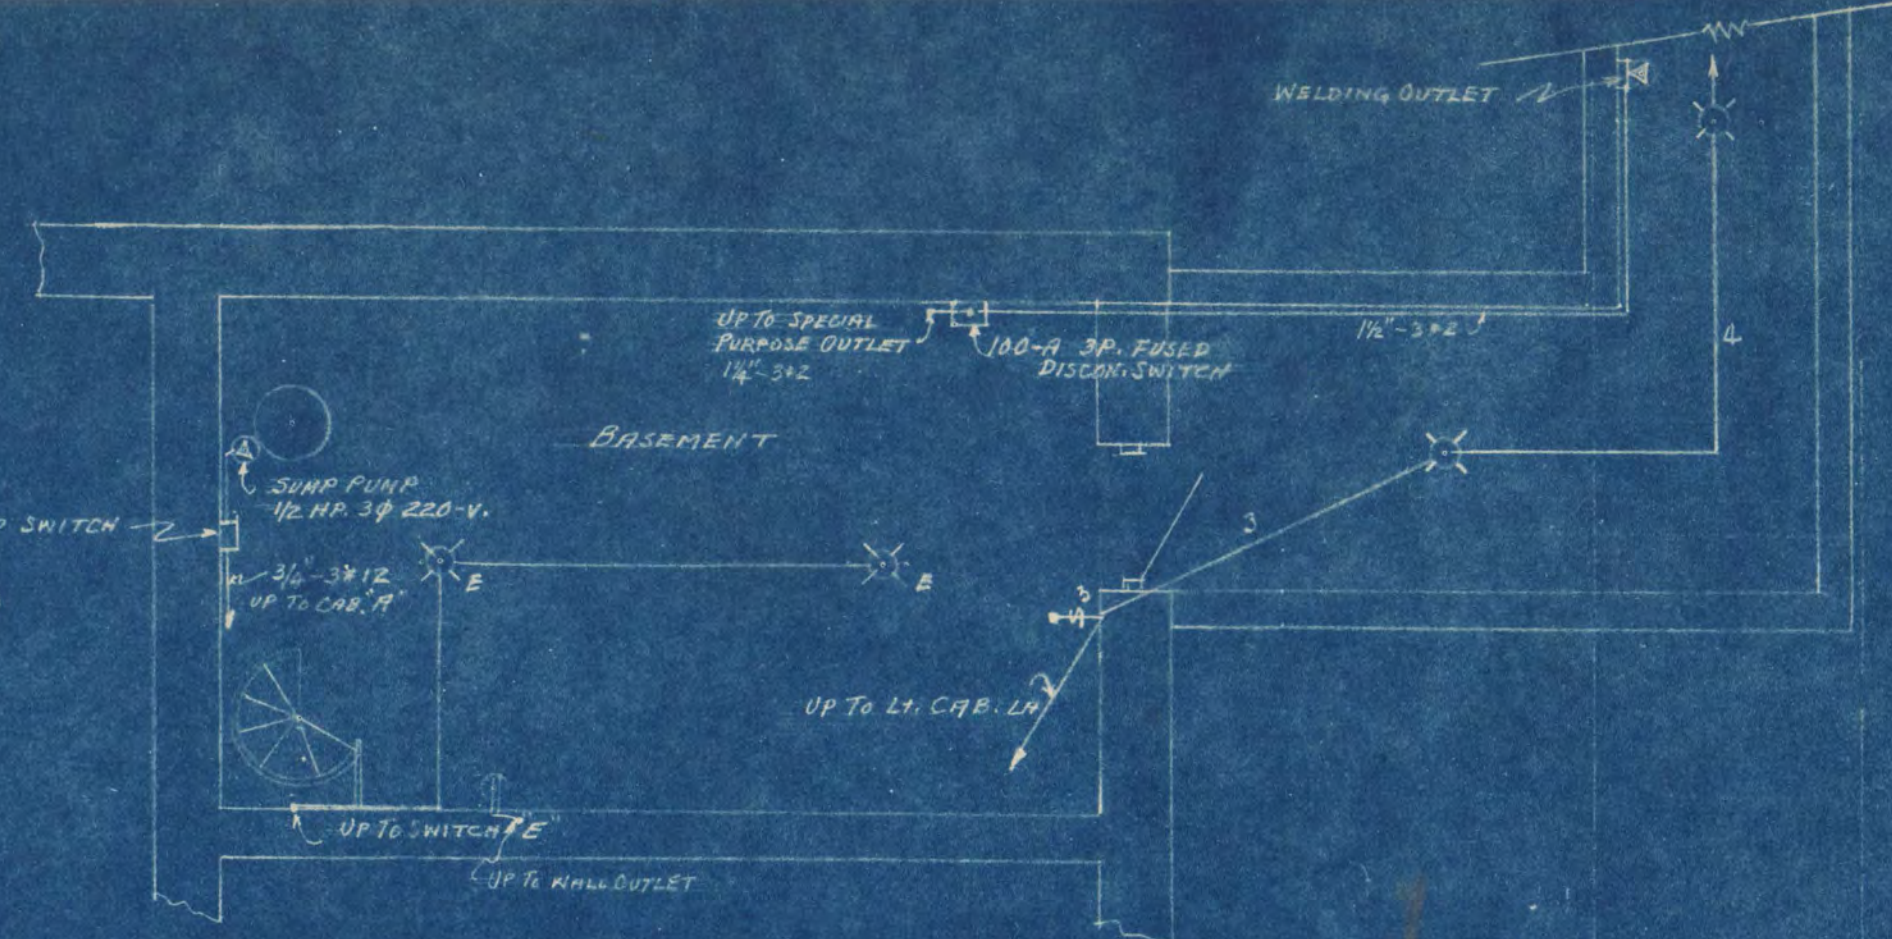 WELDING OUTLET
UP TO SPECIAL
PURPOSE OUTLET
1¼"-3#2
100-A 3P. FUSED
DISCON. SWITCH
1½"-3#2
4
BASEMENT
SUMP PUMP
1/2 HP. 3φ 220-V.
SWITCH
3/4"-3#12
UP TO CAB. "A"
E
E
3
3
S
UP TO LT. CAB. LA
UP TO SWITCH "E"
UP TO WALL OUTLET